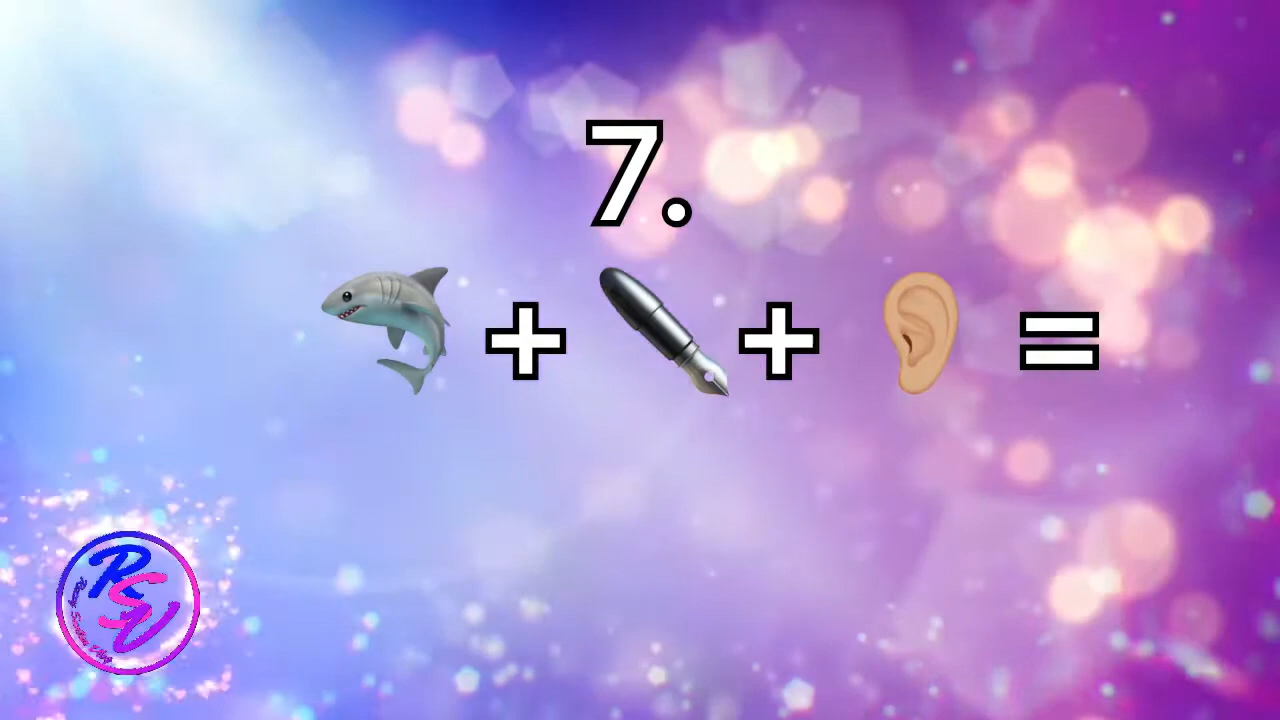 7.
+ + =
RSV